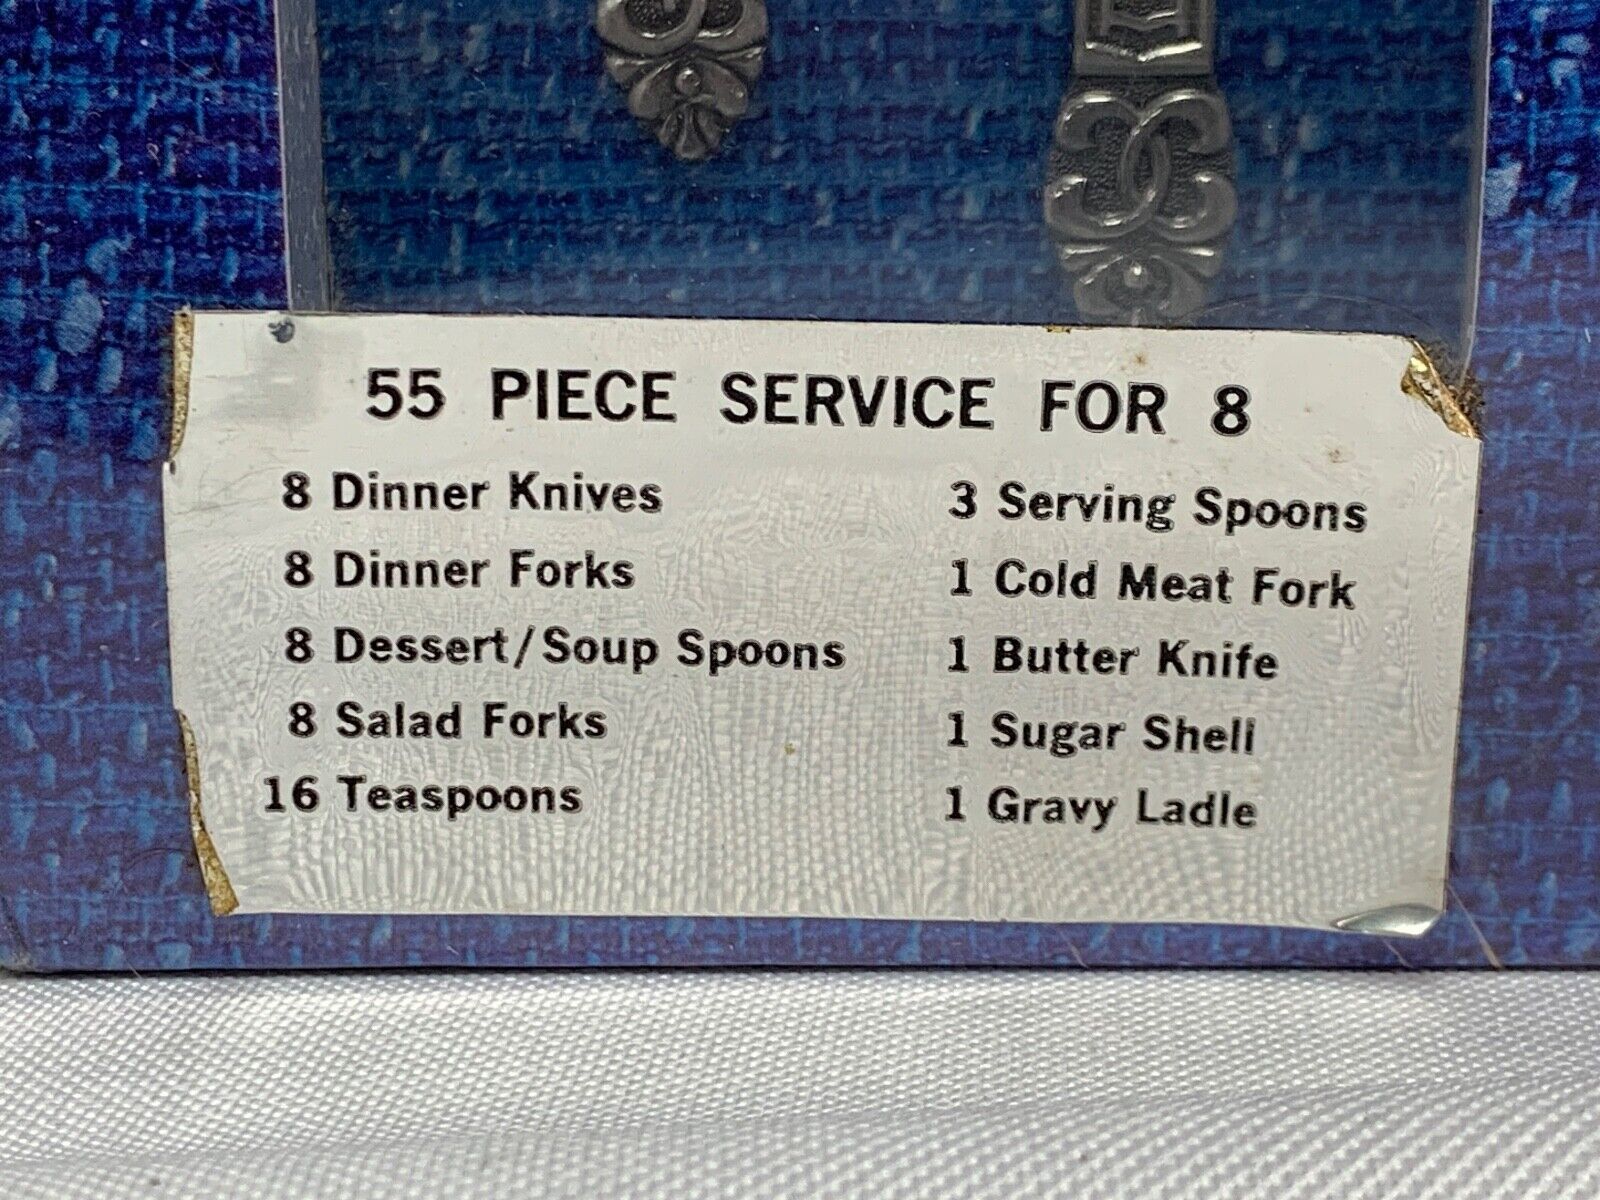 55 PIECE SERVICE FOR 8
8 Dinner Knives
8 Dinner Forks
8 Dessert/Soup Spoons
8 Salad Forks
16 Teaspoons
3 Serving Spoons
1 Cold Meat Fork
1 Butter Knife
1 Sugar Shell
1 Gravy Ladle